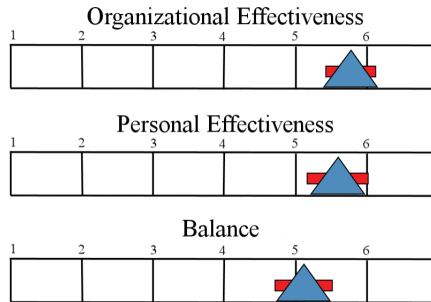 Organizational Effectiveness
1 2 3 4 5 6
Personal Effectiveness
1 2 3 4 5 6
Balance
1 2 3 4 5 6